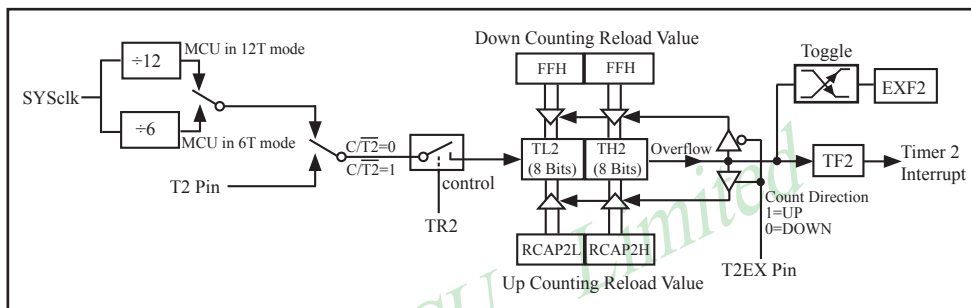 Down Counting Reload Value
Toggle
÷12
MCU in 12T mode
FFH
FFH
EXF2
SYSclk
÷6
MCU in 6T mode
C/T2=0
C/T2=1
TL2
(8 Bits)
TH2
(8 Bits)
Overflow
TF2
Timer 2
Interrupt
T2 Pin
control
Count Direction
1=UP
0=DOWN
TR2
RCAP2L
RCAP2H
T2EX Pin
Up Counting Reload Value
Limited